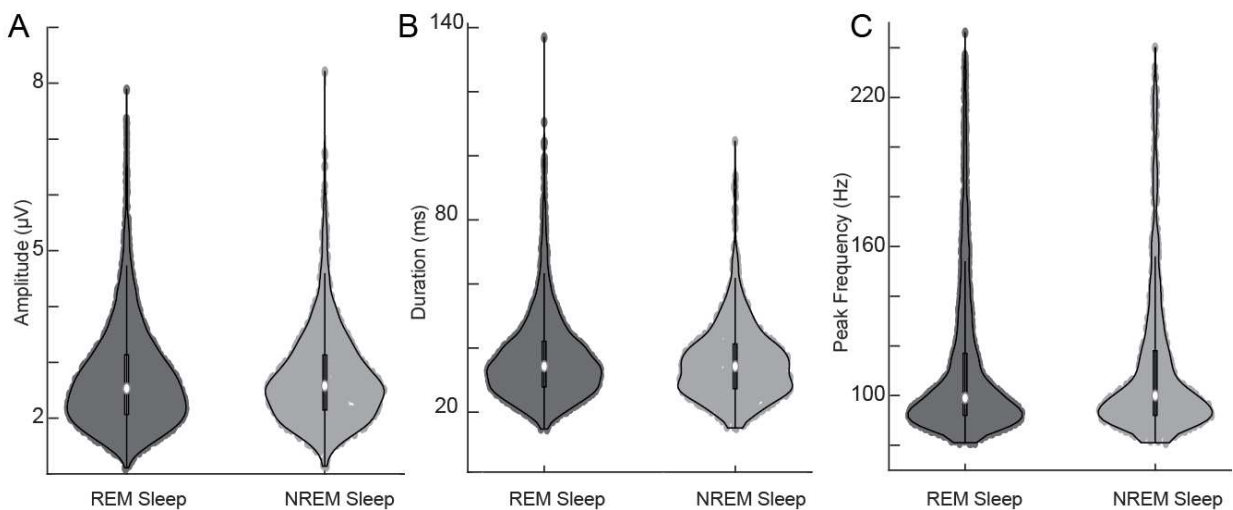 A
Amplitude (µV)
8
5
2
REM Sleep
NREM Sleep
B
Duration (ms)
140
80
20
REM Sleep
NREM Sleep
C
Peak Frequency (Hz)
220
160
100
REM Sleep
NREM Sleep